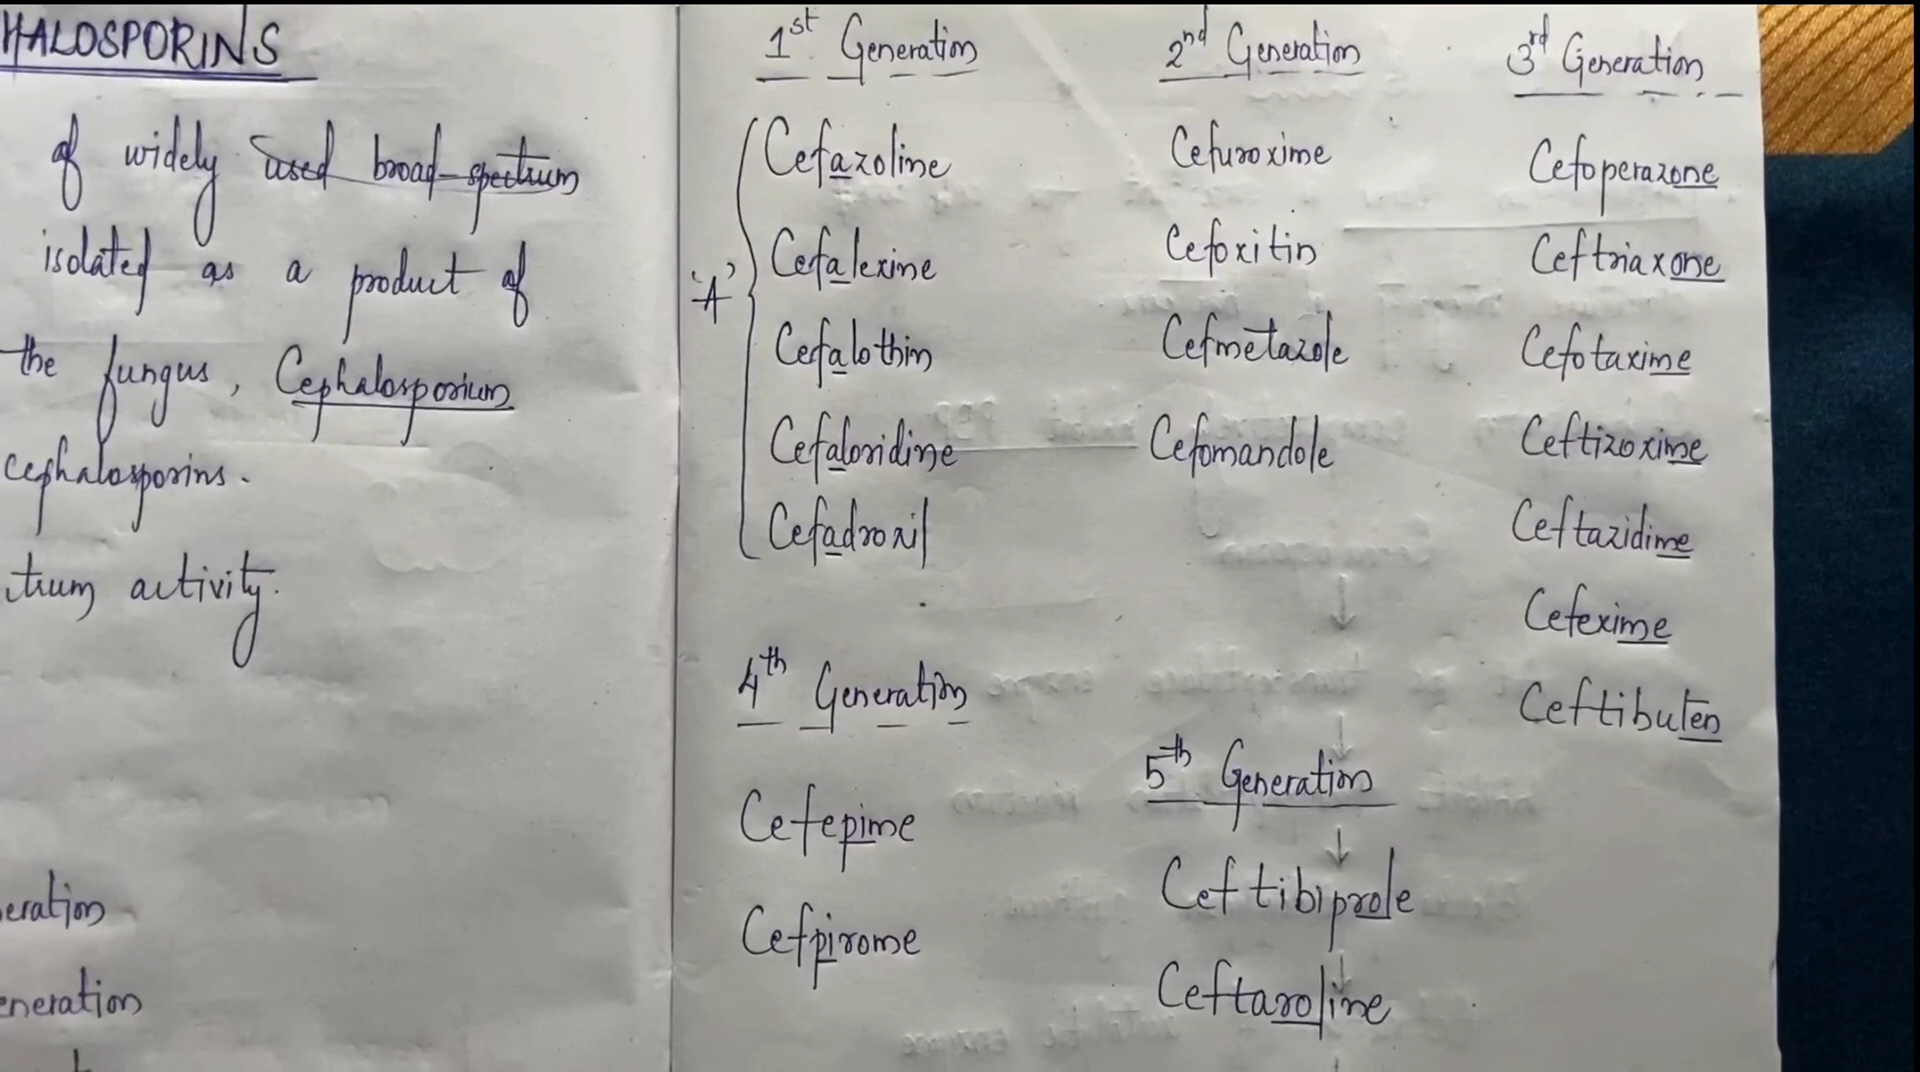 HALOSPORINS
of widely used broad-spectrum
isolated as a product of
the fungus, Cephalosporium
cephalosporins.
trum activity.
eration
eneration
1st Generation
'A'
Cefazoline
Cefalexine
Cefalothin
Cefaloridine
Cefadroxil
2nd Generation
Cefuroxime
Cefoxitin
Cefmetazole
Cefomandole
3rd Generation
Cefoperazone
Ceftriaxone
Cefotaxime
Ceftizoxime
Ceftazidime
Cefexime
Ceftibuten
4th Generation
Cefepime
Cefpirome
5th Generation
Ceftibiprole
Ceftaroline